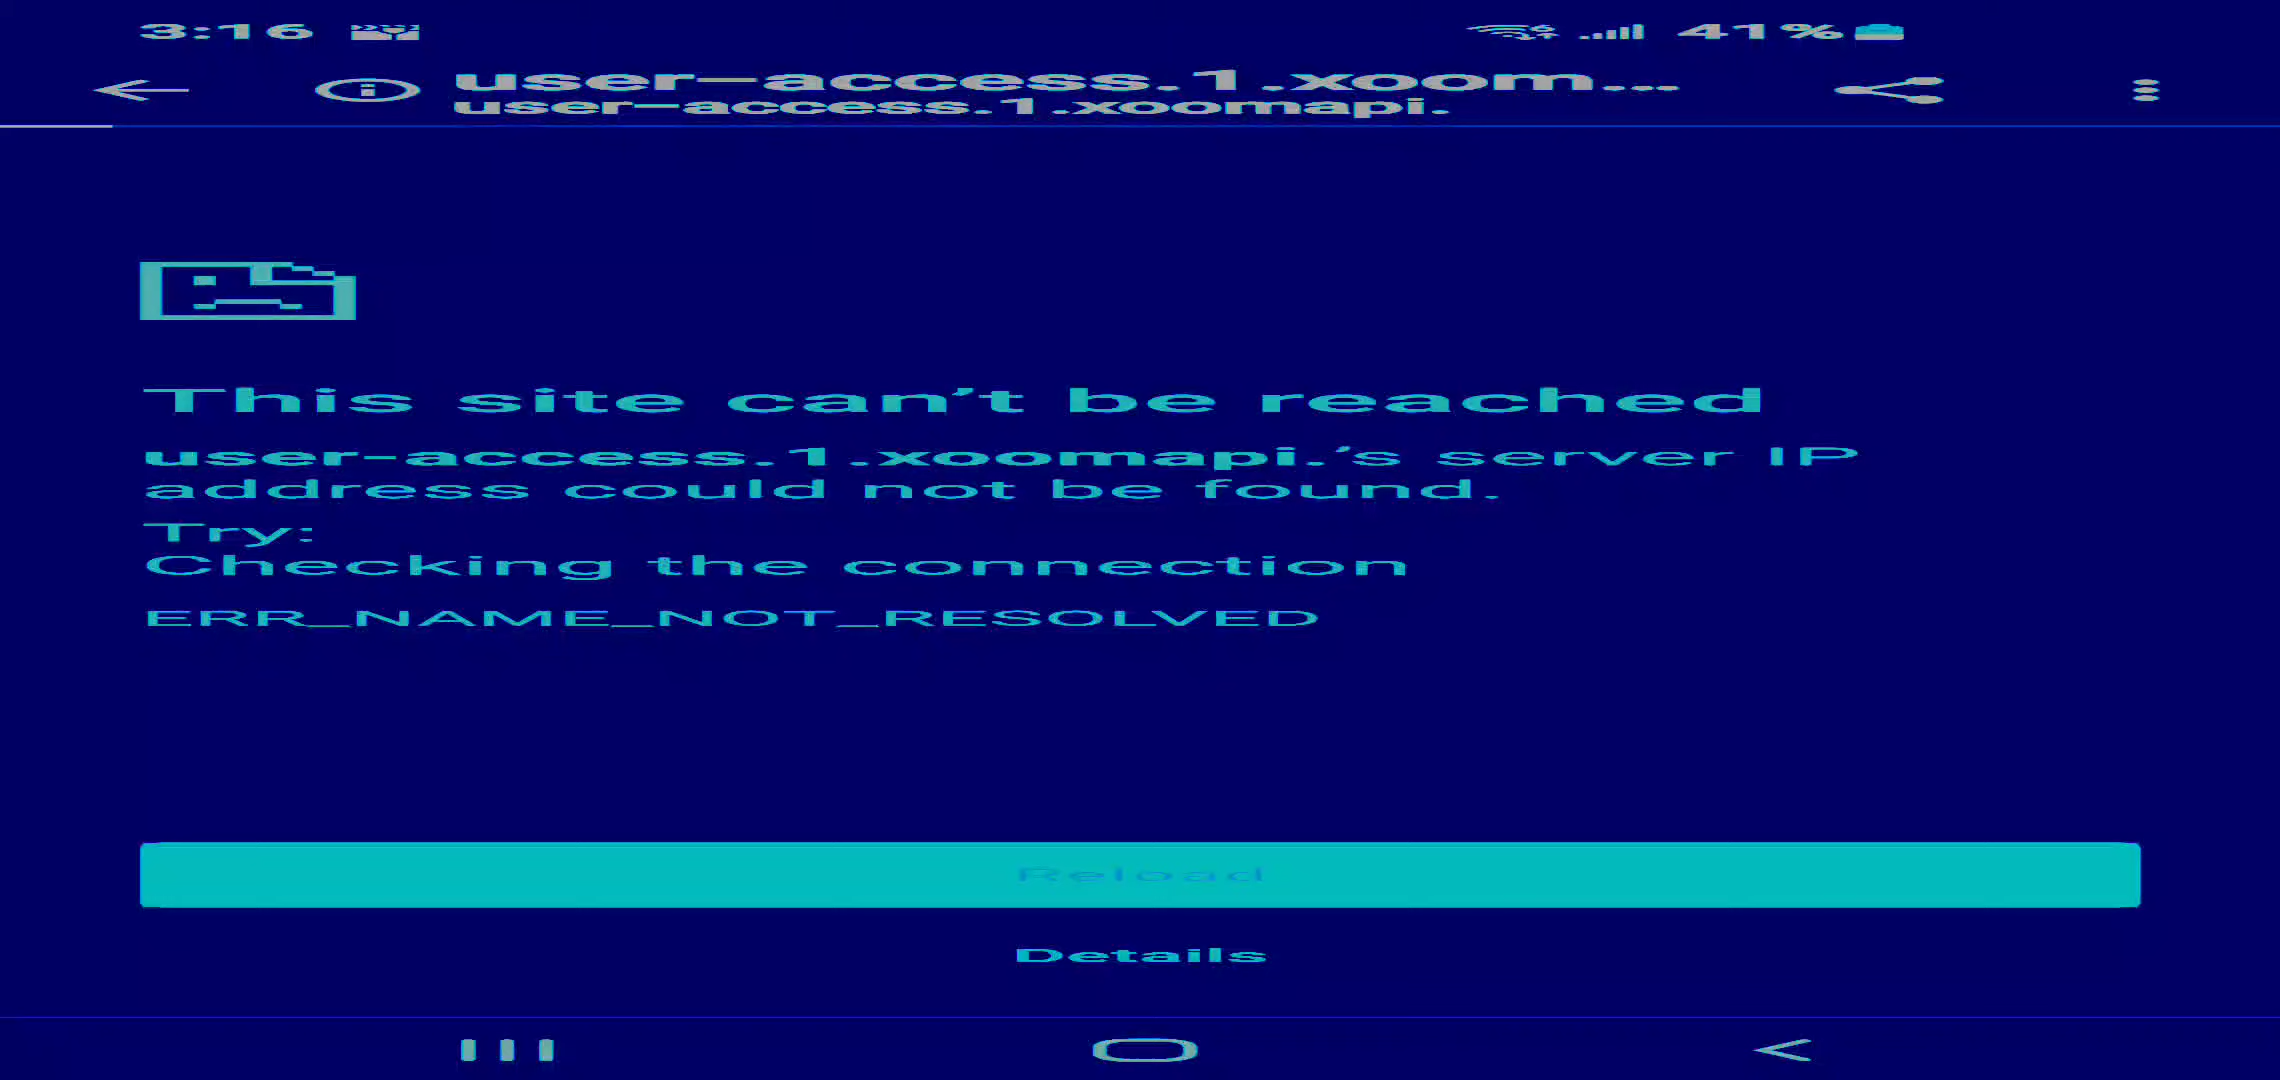 3:16 41%
user-access.1.xoom...
user-access.1.xoomapi.
This site can't be reached
user-access.1.xoomapi.'s server IP
address could not be found.
Try:
Checking the connection
ERR_NAME_NOT_RESOLVED
Reload
Details